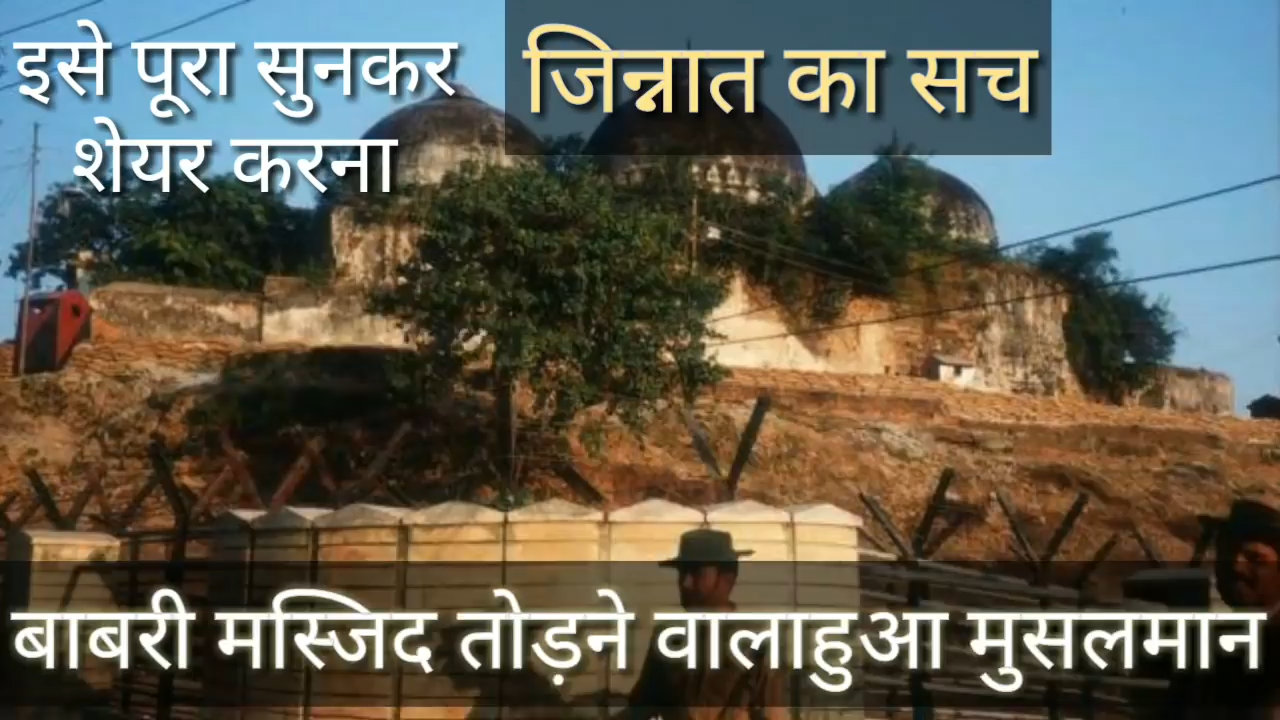 इसे पूरा सुनकर
शेयर करना
जिन्नात का सच
बाबरी मस्जिद तोड़ने वालाहुआ मुसलमान